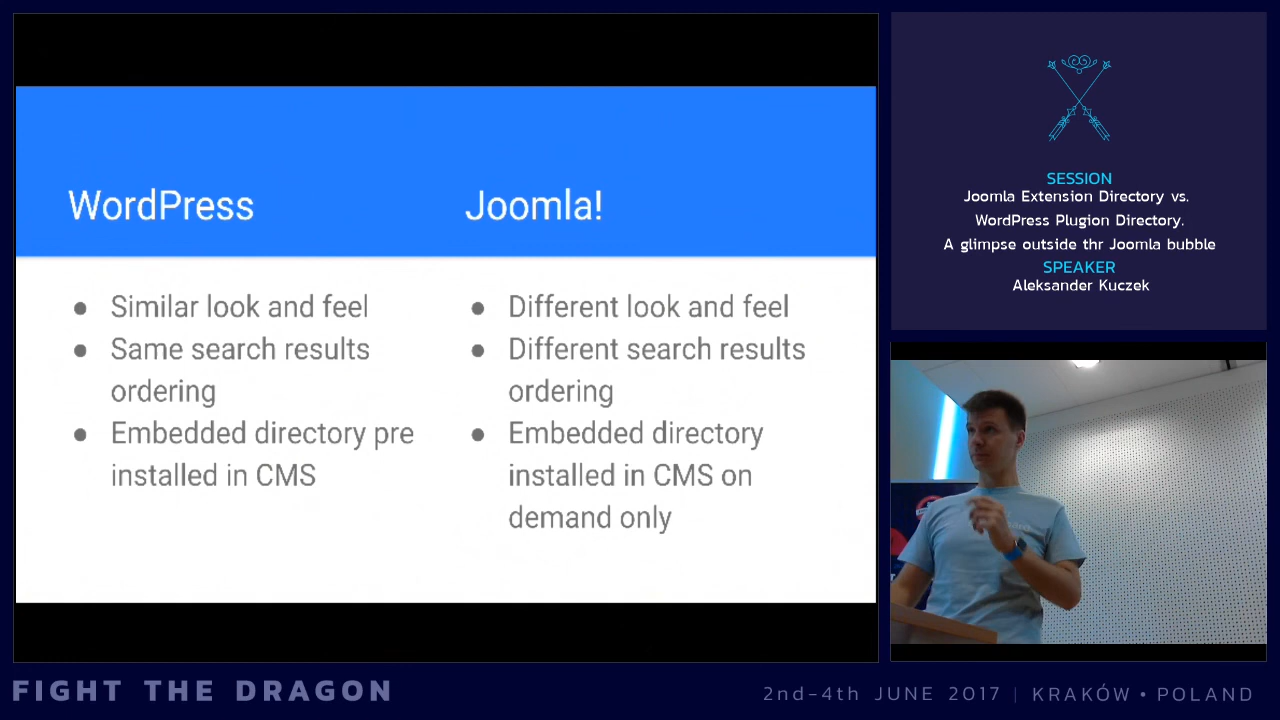 WordPress
Joomla!
● Similar look and feel
● Same search results
ordering
● Embedded directory pre
installed in CMS
● Different look and feel
● Different search results
ordering
● Embedded directory
installed in CMS on
demand only
SESSION
Joomla Extension Directory vs.
WordPress Plugion Directory.
A glimpse outside thr Joomla bubble
SPEAKER
Aleksander Kuczek
FIGHT THE DRAGON
2nd-4th JUNE 2017 | KRAKÓW • POLAND